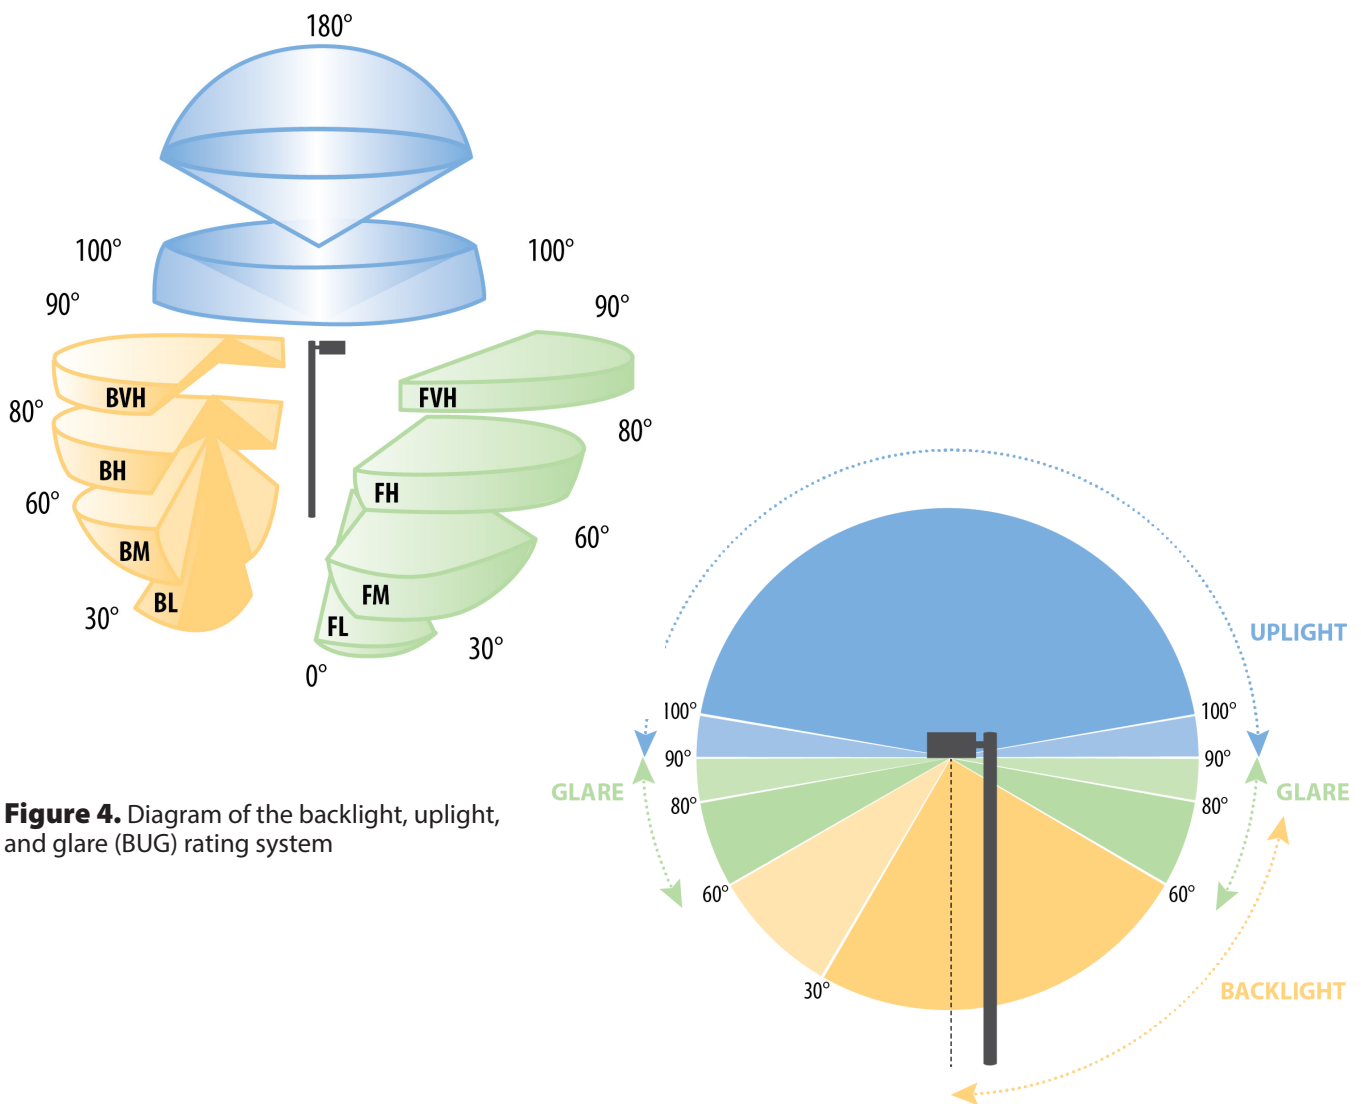 180°
100°
100°
90°
90°
BVH
FVH
80°
80°
BH
FH
60°
60°
BM
FM
BL
FL
30°
30°
0°
UPLIGHT
100°
100°
90°
90°
GLARE
GLARE
80°
80°
Figure 4. Diagram of the backlight, uplight,
and glare (BUG) rating system
60°
60°
30°
BACKLIGHT